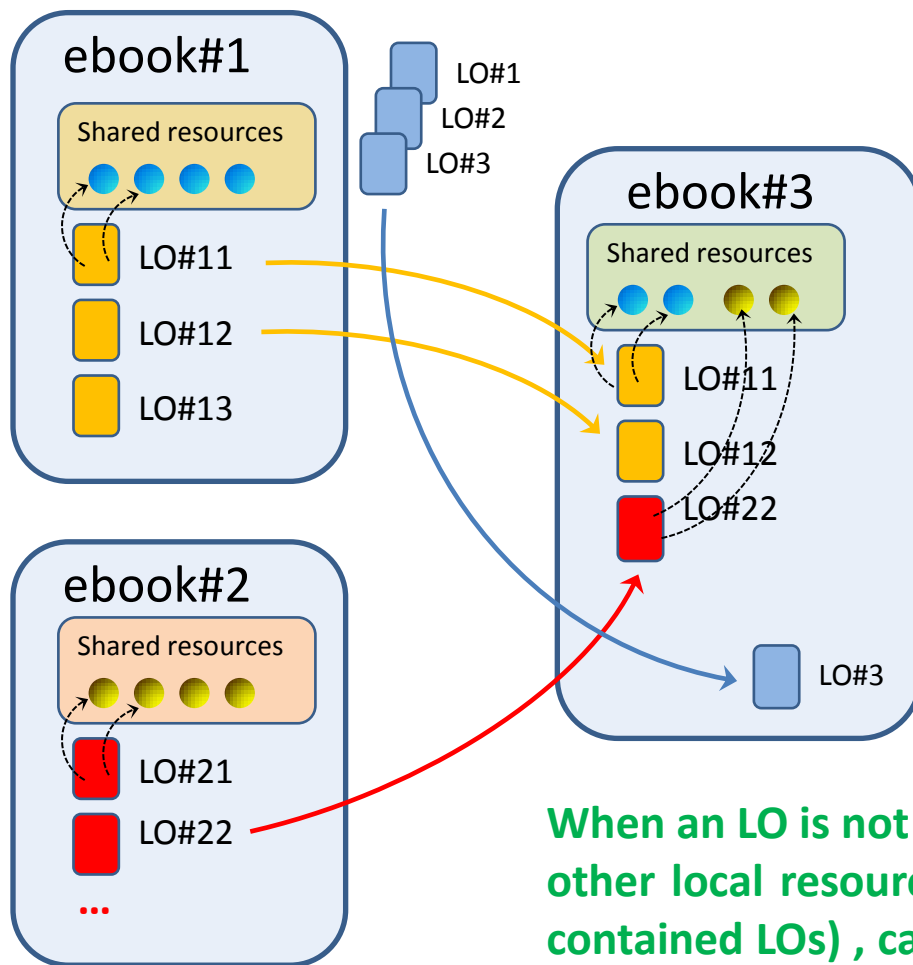 ebook#1
Shared resources
LO#11
LO#12
LO#13
LO#1
LO#2
LO#3
ebook#2
Shared resources
LO#21
LO#22
...
ebook#3
Shared resources
LO#11
LO#12
LO#22
LO#3
When an LO is not
other local resour
contained LOs) , ca